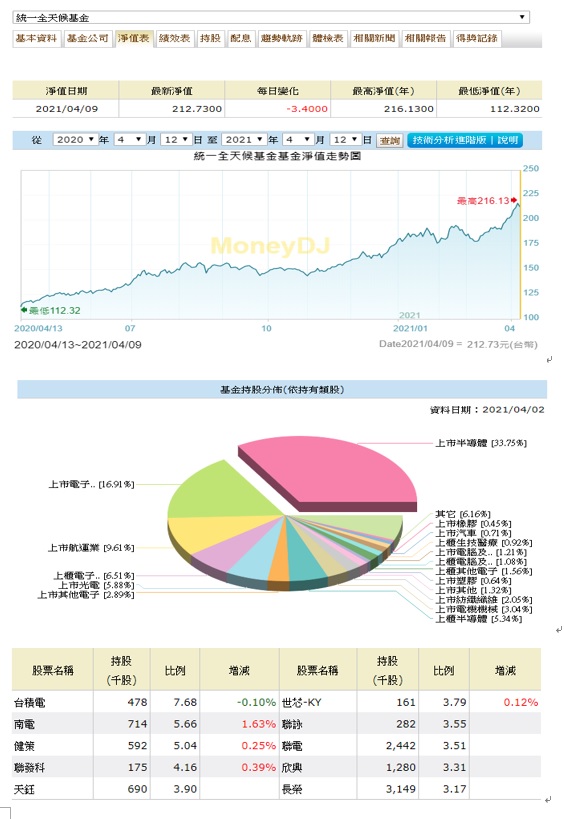 統一全天候基金
基本資料 基金公司 淨值表 績效表 持股 配息 趨勢軌跡 體檢表 相關新聞 相關報告 得獎記錄
淨值日期 最新淨值 每日變化 最高淨值(年) 最低淨值(年)
2021/04/09 212.7300 -3.4000 216.1300 112.3200
從 2020 年 4 月 12 日 至 2021 年 4 月 12 日 查詢 技術分析進階版 | 說明
統一全天候基金基金淨值走勢圖
250
225
最高216.13
200
175
MoneyDJ
150
125
最低112.32
2021
100
2020/04/13 07 10 2021/01 04
2020/04/13~2021/04/09 Date2021/04/09 = 212.73元(台幣)
基金持股分佈(依持有類股)
資料日期：2021/04/02
上市半導體 [33.75%]
上市電子.. [16.91%]
上市航運業 [9.61%]
上櫃電子.. [6.51%]
上市光電 [5.88%]
上市其他電子 [2.89%]
其它 [6.16%]
上市橡膠 [0.45%]
上市汽車 [0.71%]
上櫃生技醫療 [0.92%]
上市電腦及.. [1.21%]
上櫃電腦及.. [1.08%]
上櫃其他電子 [1.56%]
上市塑膠 [0.64%]
上市其他 [1.32%]
上市紡織纖維 [2.05%]
上市電機機械 [3.04%]
上櫃半導體 [5.34%]
股票名稱 持股 (千股) 比例 增減 股票名稱 持股 (千股) 比例 增減
台積電 478 7.68 -0.10% 世芯-KY 161 3.79 0.12%
南電 714 5.66 1.63% 聯詠 282 3.55
健策 592 5.04 0.25% 聯電 2,442 3.51
聯發科 175 4.16 0.39% 欣興 1,280 3.31
天鈺 690 3.90 長榮 3,149 3.17